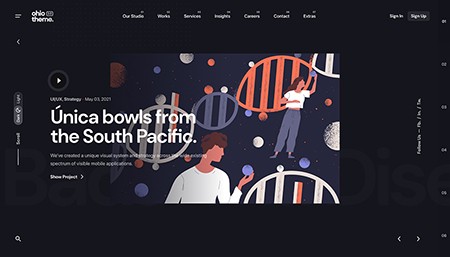 ohio
theme.
Our Studio 01
Works 02
Services 03
Insights 04
Careers 05
Contact 06
Extras 07
Sign In
Sign Up
Light
Dark
Scroll
UI/UX, Strategy · May 03, 2021
Única bowls from
the South Pacific.
We've created a unique visual system and strategy across the wide existing
spectrum of visible mobile applications.
Show Project
Follow Us — Fb. / In. / Tw.
01
02
03
04
05
06